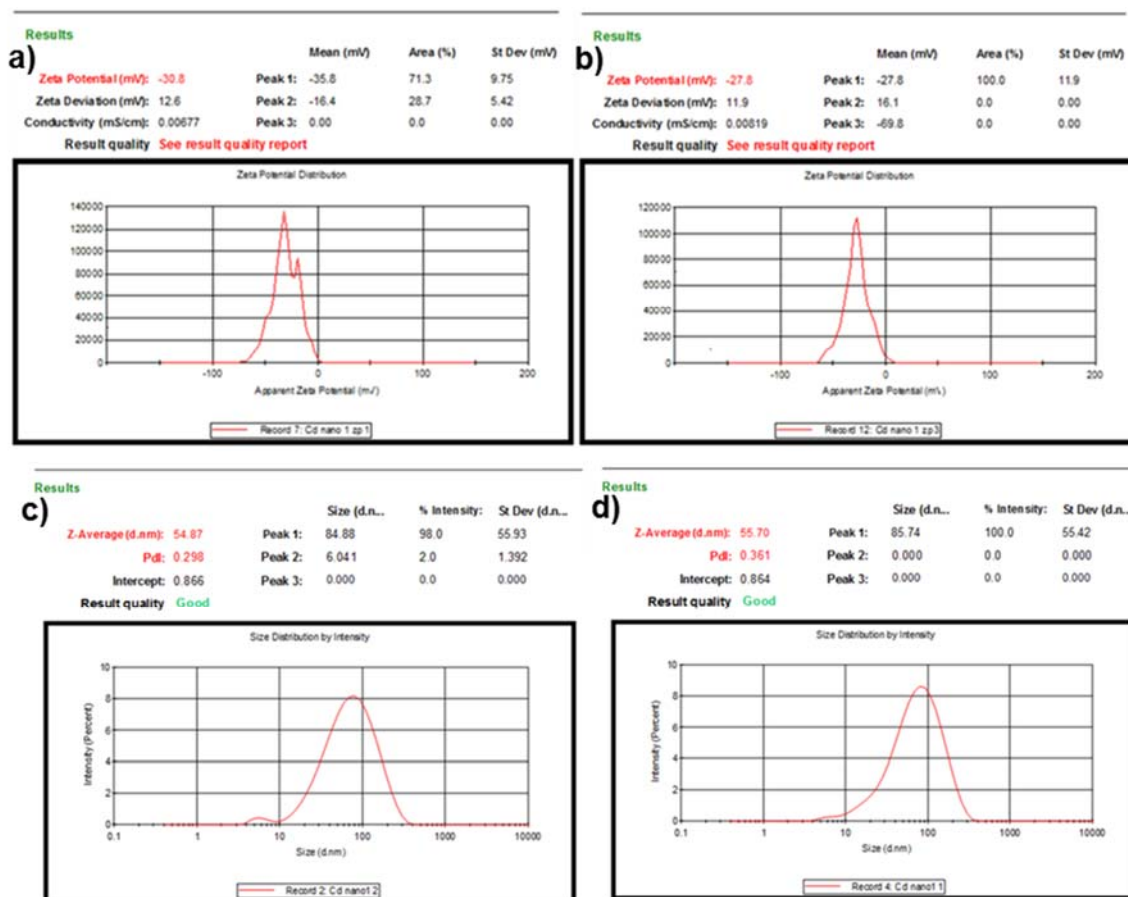 Results
a)
Mean (mV) Area (%) St Dev (mV)
Zeta Potential (mV): -30.8 Peak 1: -35.8 71.3 9.75
Zeta Deviation (mV): 12.6 Peak 2: -16.4 28.7 5.42
Conductivity (mS/cm): 0.00677 Peak 3: 0.00 0.0 0.00
Result quality See result quality report
Zeta Potential Distribution
140000
120000
100000
80000
60000
40000
20000
0
-100 0 100 200
Apparent Zeta Potential (mV)
Record 7: Cd nano 1 zp 1
Results
b)
Mean (mV) Area (%) St Dev (mV)
Zeta Potential (mV): -27.8 Peak 1: -27.8 100.0 11.9
Zeta Deviation (mV): 11.9 Peak 2: 16.1 0.0 0.00
Conductivity (mS/cm): 0.00819 Peak 3: -69.8 0.0 0.00
Result quality See result quality report
Zeta Potential Distribution
120000
100000
80000
60000
40000
20000
0
-100 0 100 200
Apparent Zeta Potential (mV)
Record 12: Cd nano 1 zp3
Results
c)
Size (d.n... % Intensity: St Dev (d.n...
Z-Average (d.nm): 54.87 Peak 1: 84.88 98.0 55.93
PdI: 0.298 Peak 2: 6.041 2.0 1.392
Intercept: 0.866 Peak 3: 0.000 0.0 0.000
Result quality Good
Size Distribution by Intensity
Intensity (Percent)
10
8
6
4
2
0
0.1 1 10 100 1000 10000
Size (d.nm)
Record 2: Cd nano1 2
Results
d)
Size (d.n... % Intensity: St Dev (d.n...
Z-Average (d.nm): 55.70 Peak 1: 85.74 100.0 55.42
PdI: 0.361 Peak 2: 0.000 0.0 0.000
Intercept: 0.864 Peak 3: 0.000 0.0 0.000
Result quality Good
Size Distribution by Intensity
Intensity (Percent)
10
8
6
4
2
0
0.1 1 10 100 1000 10000
Size (d.nm)
Record 4: Cd nano1 1